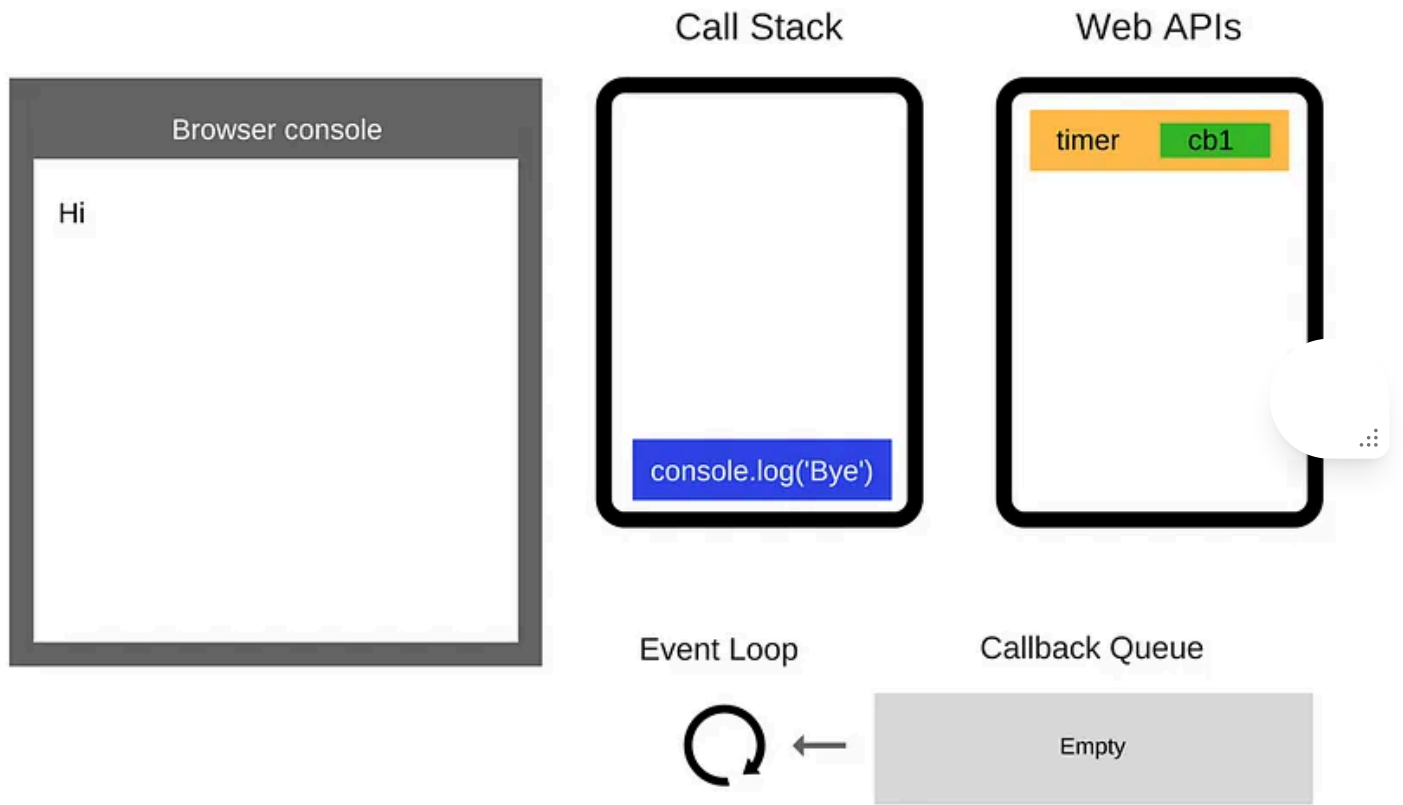 Call Stack
Web APIs
Browser console
timer
cb1
Hi
console.log('Bye')
Event Loop
Callback Queue
Empty